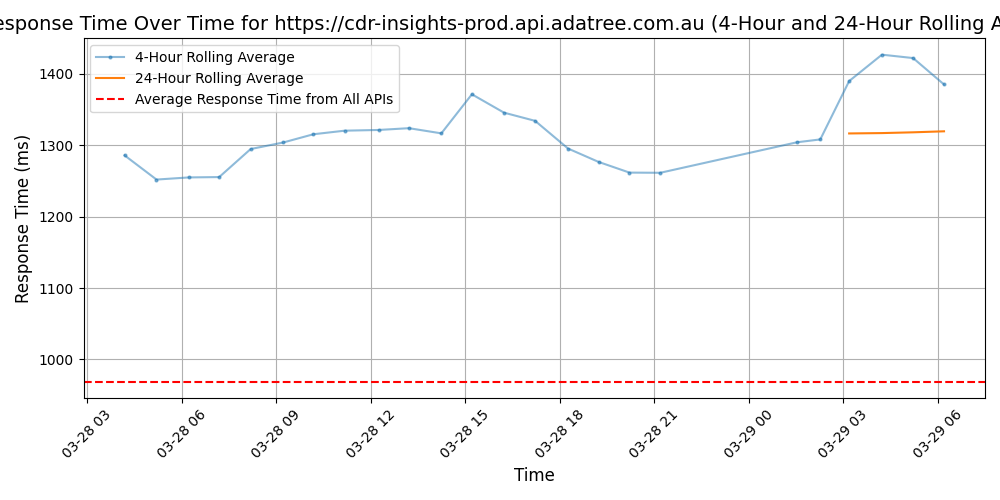 esponse Time Over Time for https://cdr-insights-prod.api.adatree.com.au (4-Hour and 24-Hour Rolling A
4-Hour Rolling Average
24-Hour Rolling Average
Average Response Time from All APIs
Response Time (ms)
1400
1300
1200
1100
1000
03-28 03
03-28 06
03-28 09
03-28 12
03-28 15
03-28 18
03-28 21
03-29 00
03-29 03
03-29 06
Time